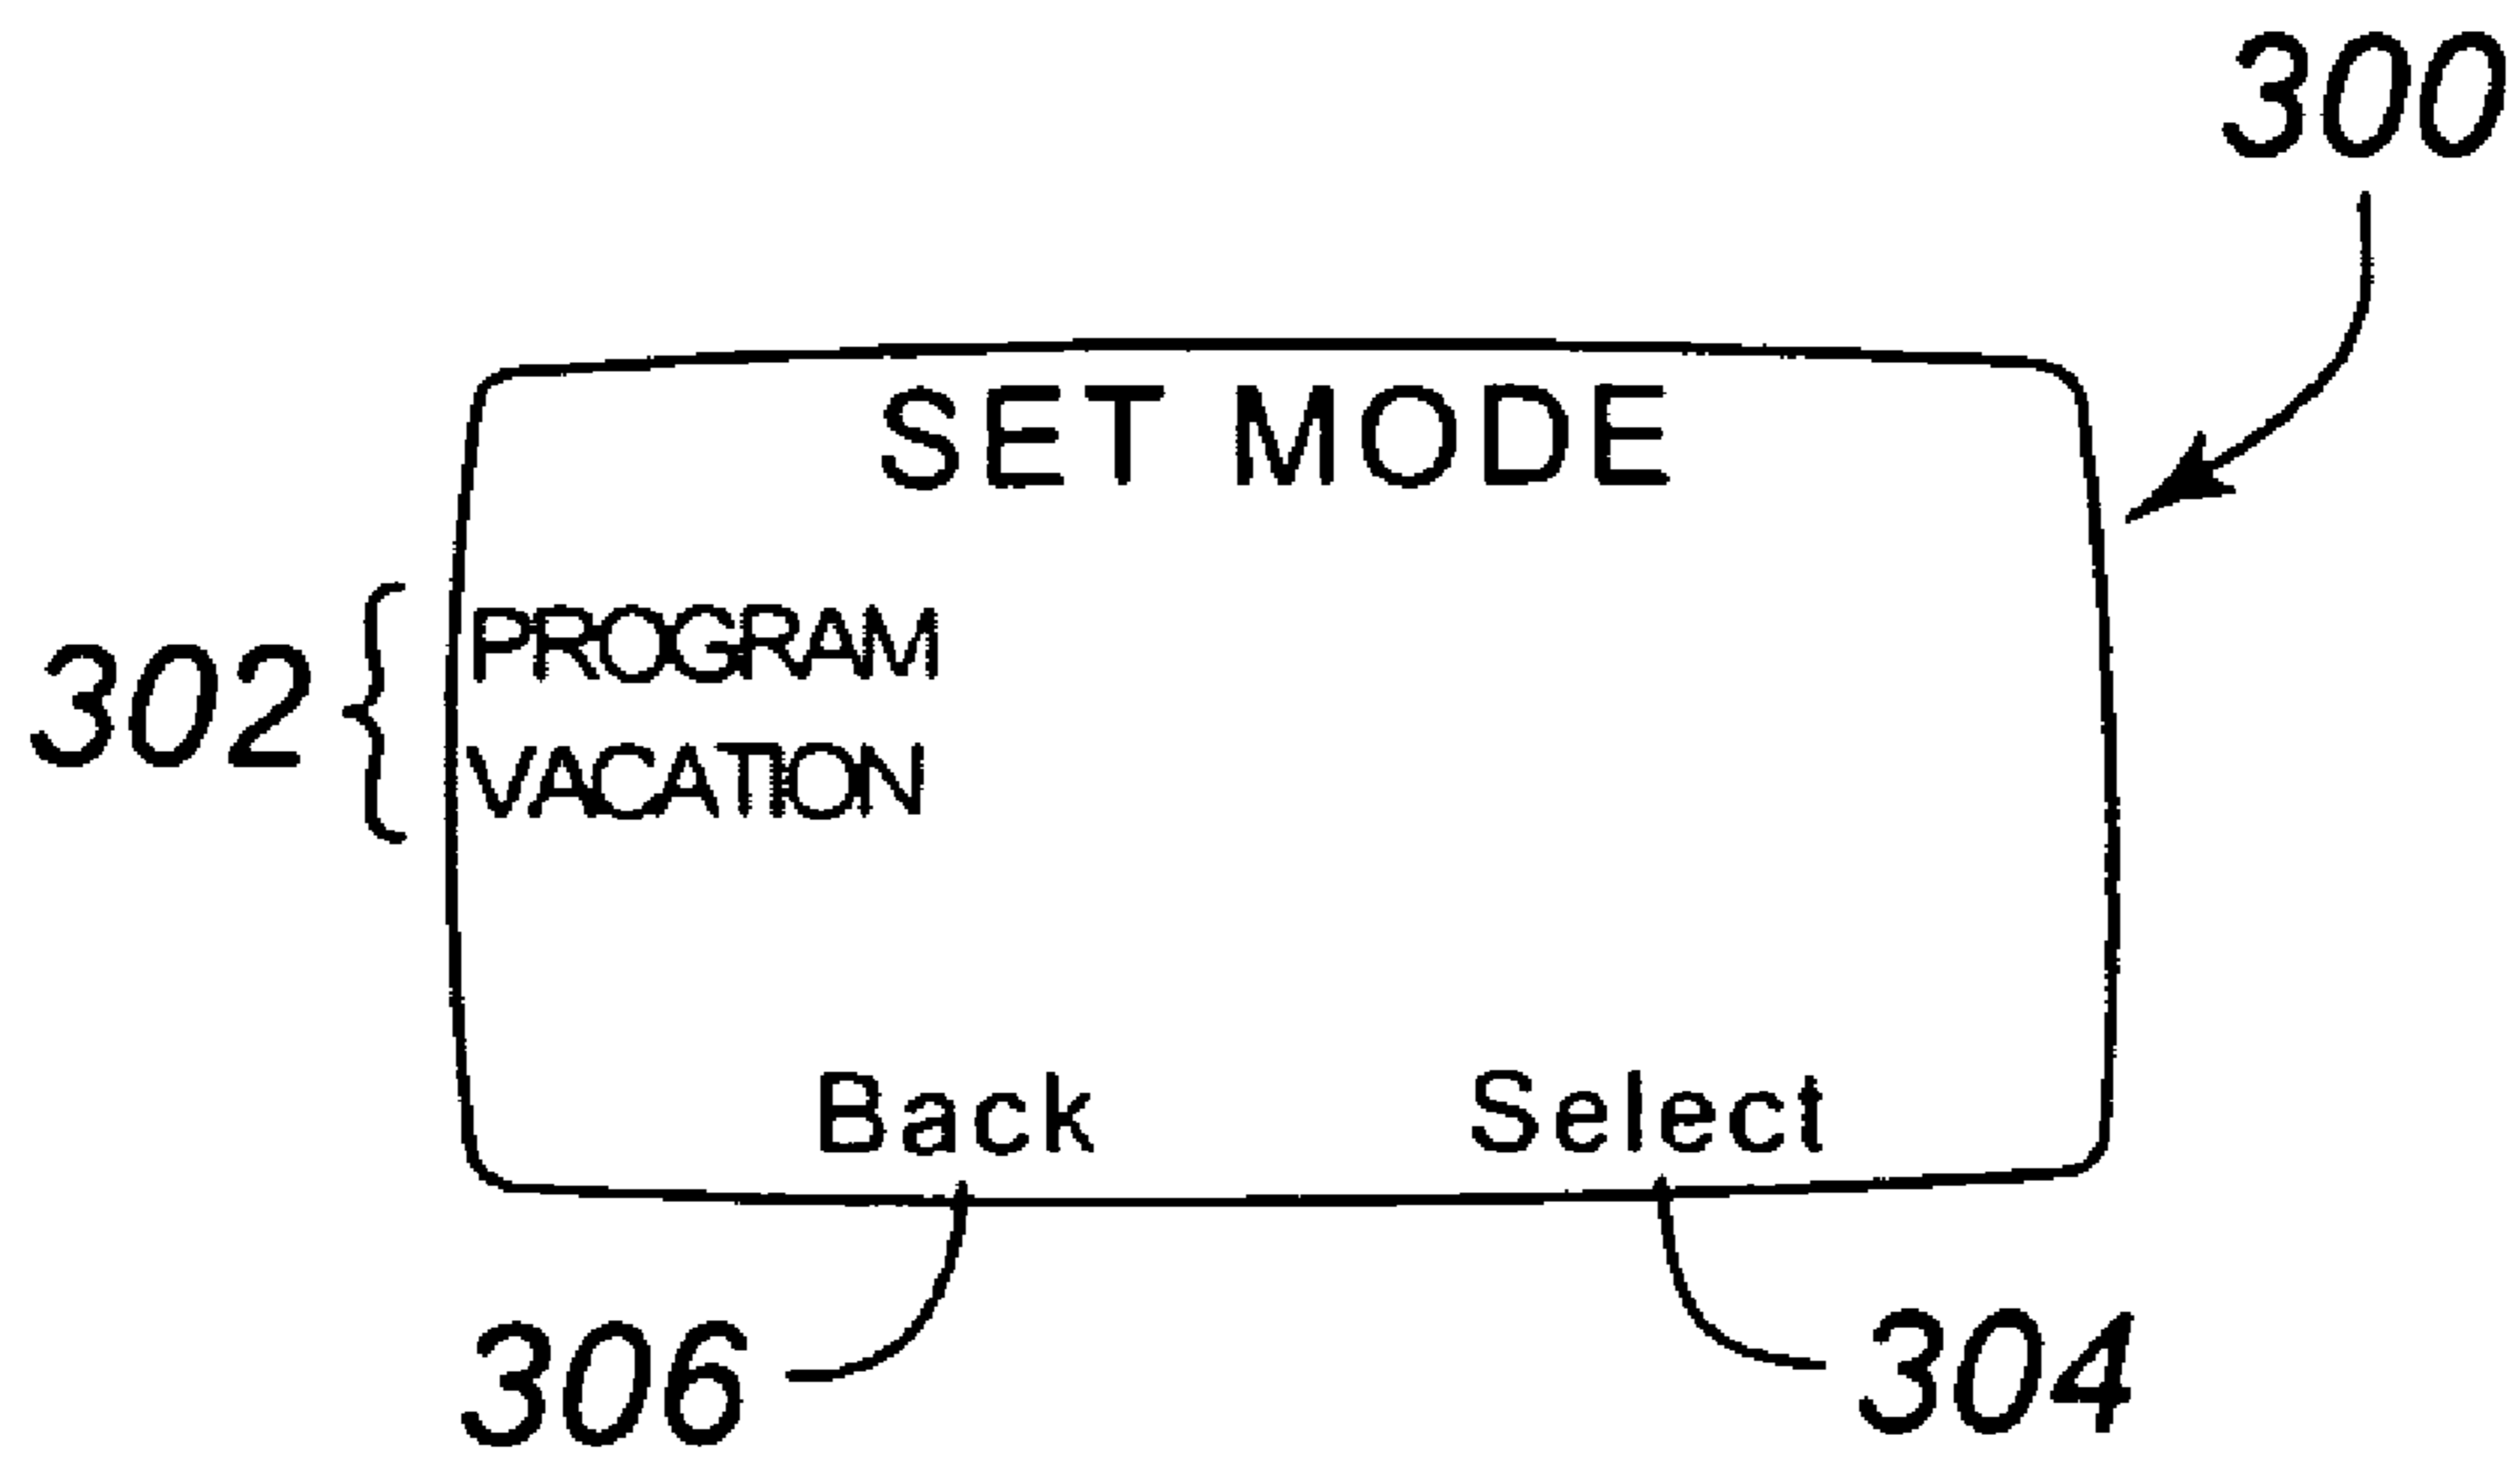 300
SET MODE
302
PROGRAM
VACATION
Back Select
306 304